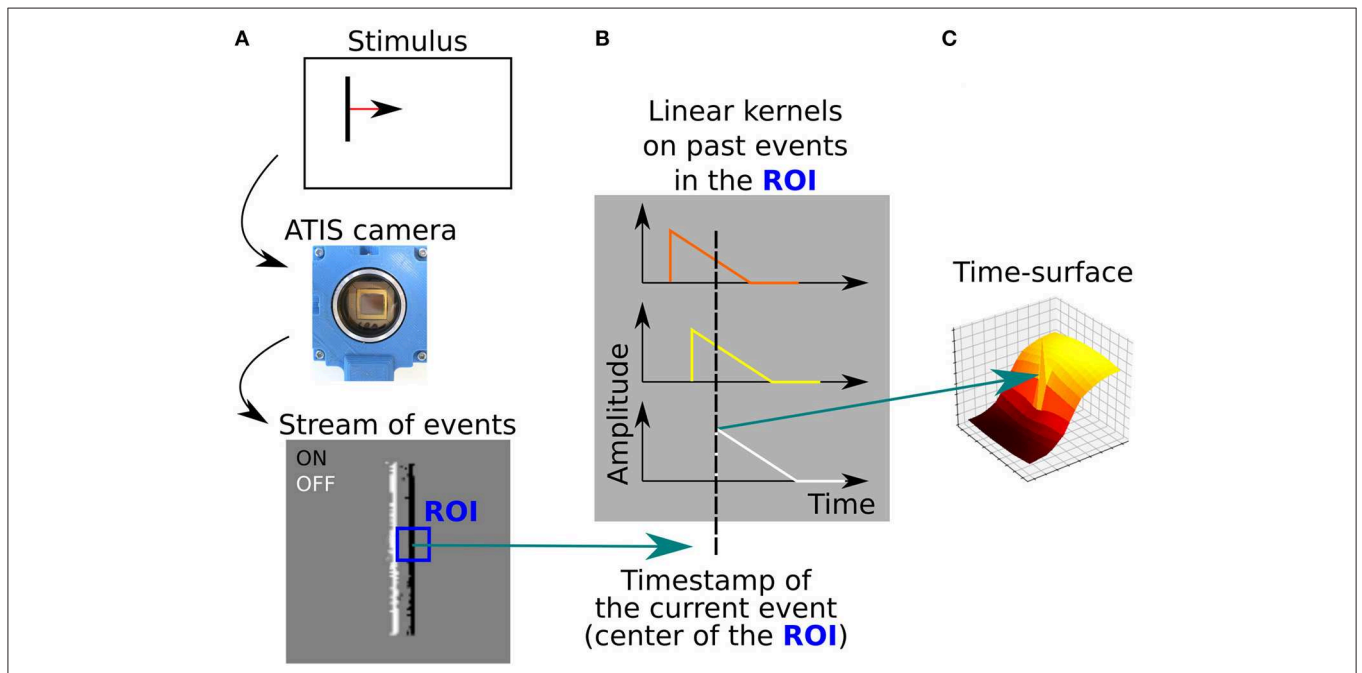 A
Stimulus
ATIS camera
Stream of events
ON
OFF
ROI
B
Linear kernels
on past events
in the ROI
Amplitude
Time
Timestamp of
the current event
(center of the ROI)
C
Time-surface